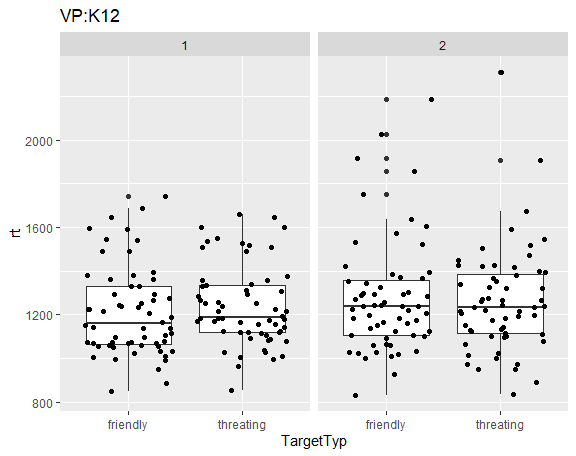 VP:K12
1 2
rt
2000
1600
1200
800
friendly threating friendly threating
TargetTyp